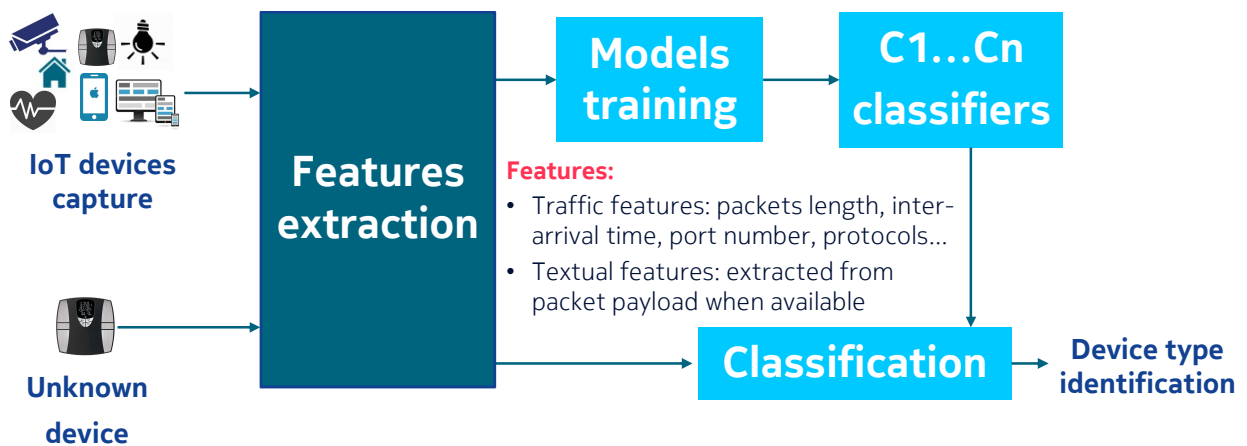 IoT devices
capture
Unknown
device
Features
extraction
Models
training
C1...Cn
classifiers
Features:
• Traffic features: packets length, inter-
arrival time, port number, protocols...
• Textual features: extracted from
packet payload when available
Classification
Device type
identification